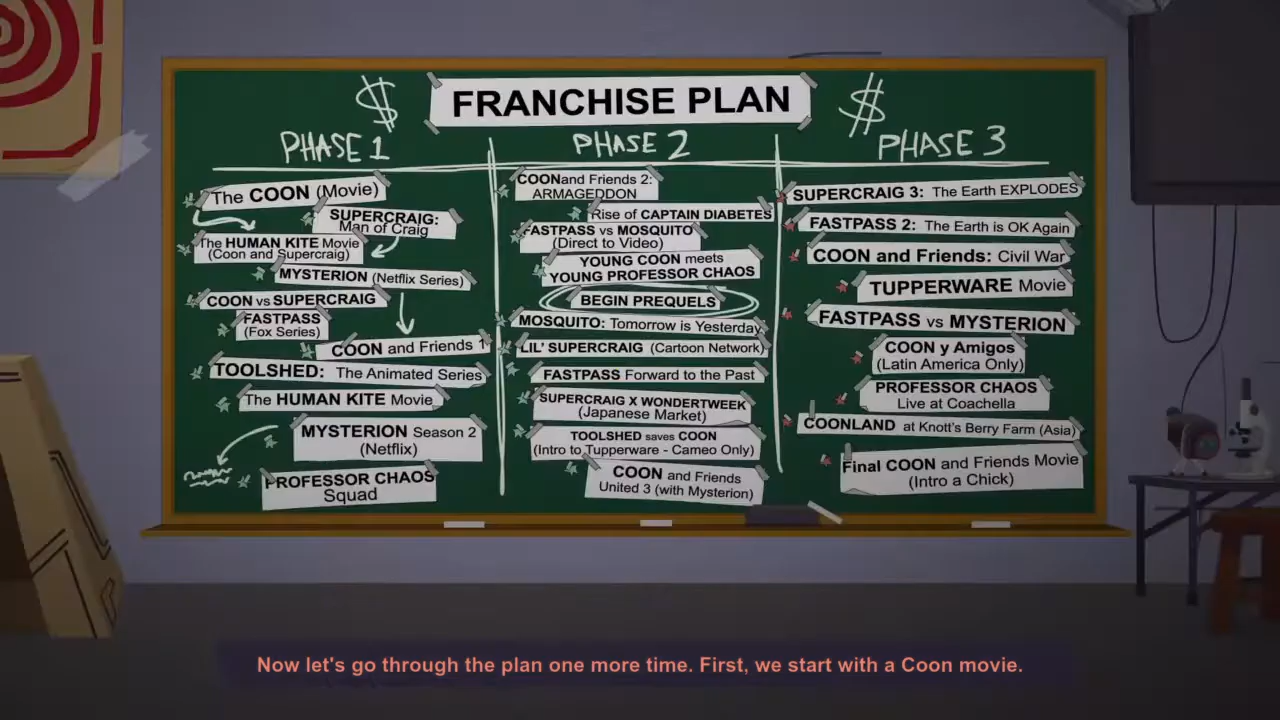 $ FRANCHISE PLAN $
PHASE 1
The COON (Movie)
SUPERCRAIG:
Man of Craig
The HUMAN KITE Movie
(Coon and Supercraig)
MYSTERION (Netflix Series)
COON vs SUPERCRAIG
FASTPASS
(Fox Series)
COON and Friends 1
TOOLSHED: The Animated Series
The HUMAN KITE Movie
MYSTERION Season 2
(Netflix)
PROFESSOR CHAOS
Squad
PHASE 2
COON and Friends 2:
ARMAGEDDON
Rise of CAPTAIN DIABETES
FASTPASS vs MOSQUITO
(Direct to Video)
YOUNG COON meets
YOUNG PROFESSOR CHAOS
BEGIN PREQUELS
MOSQUITO: Tomorrow is Yesterday
LIL' SUPERCRAIG (Cartoon Network)
FASTPASS Forward to the Past
SUPERCRAIG X WONDERTWEEK
(Japanese Market)
TOOLSHED saves COON
(Intro to Tupperware - Cameo Only)
COON and Friends
United 3 (with Mysterion)
PHASE 3
SUPERCRAIG 3: The Earth EXPLODES
FASTPASS 2: The Earth is OK Again
COON and Friends: Civil War
TUPPERWARE Movie
FASTPASS vs MYSTERION
COON y Amigos
(Latin America Only)
PROFESSOR CHAOS
Live at Coachella
COONLAND at Knott's Berry Farm (Asia)
Final COON and Friends Movie
(Intro a Chick)
Now let's go through the plan one more time. First, we start with a Coon movie.